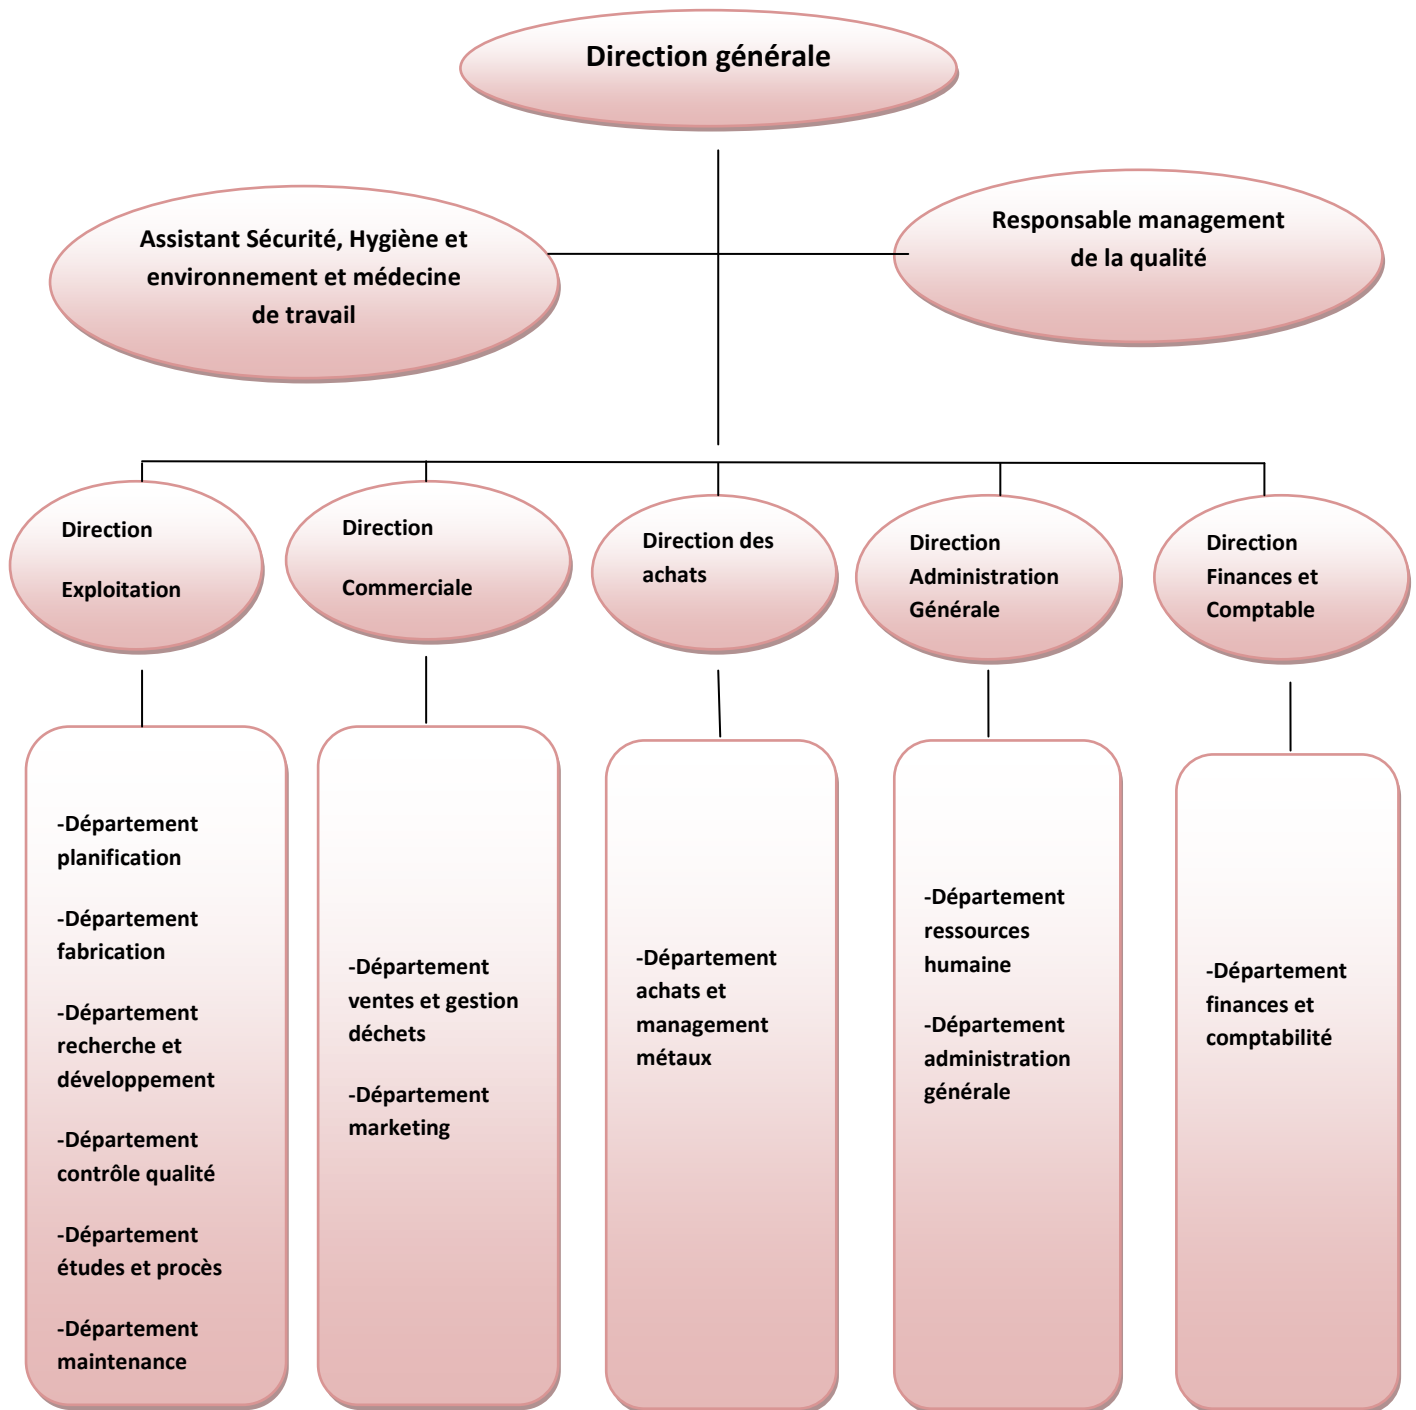 Direction générale
Assistant Sécurité, Hygiène et
environnement et médecine
de travail
Responsable management
de la qualité
Direction
Exploitation
Direction
Commerciale
Direction des
achats
Direction
Administration
Générale
Direction
Finances et
Comptable
-Département
planification
-Département
fabrication
-Département
recherche et
développement
-Département
contrôle qualité
-Département
études et procès
-Département
maintenance
-Département
ventes et gestion
déchets
-Département
marketing
-Département
achats et
management
métaux
-Département
ressources
humaine
-Département
administration
générale
-Département
finances et
comptabilité